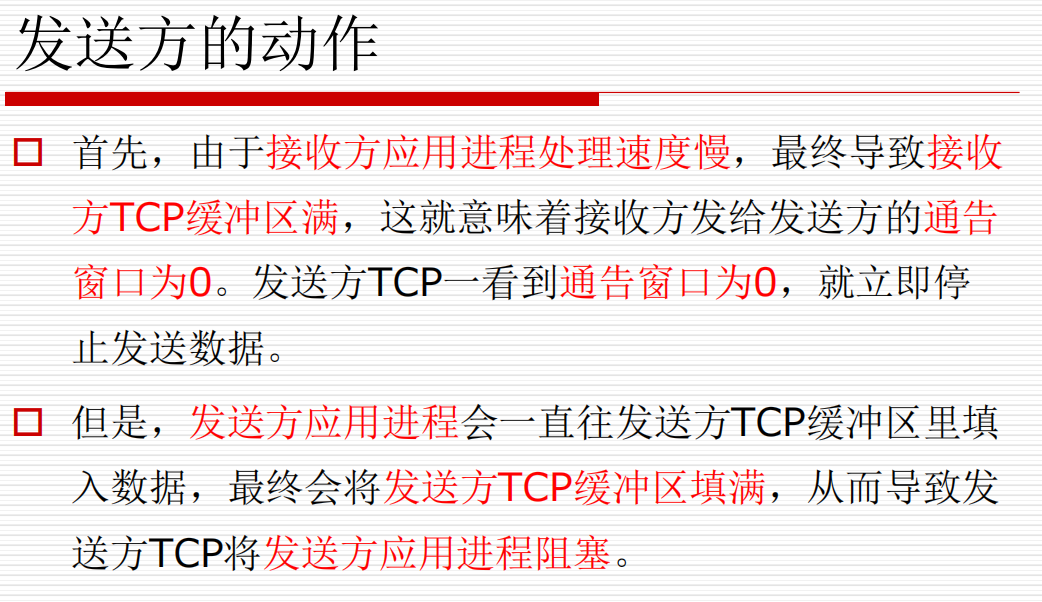 发送方的动作
首先，由于接收方应用进程处理速度慢，最终导致接收
方TCP缓冲区满，这就意味着接收方发给发送方的通告
窗口为0。发送方TCP一看到通告窗口为0，就立即停
止发送数据。
但是，发送方应用进程会一直往发送方TCP缓冲区里填
入数据，最终会将发送方TCP缓冲区填满，从而导致发
送方TCP将发送方应用进程阻塞。